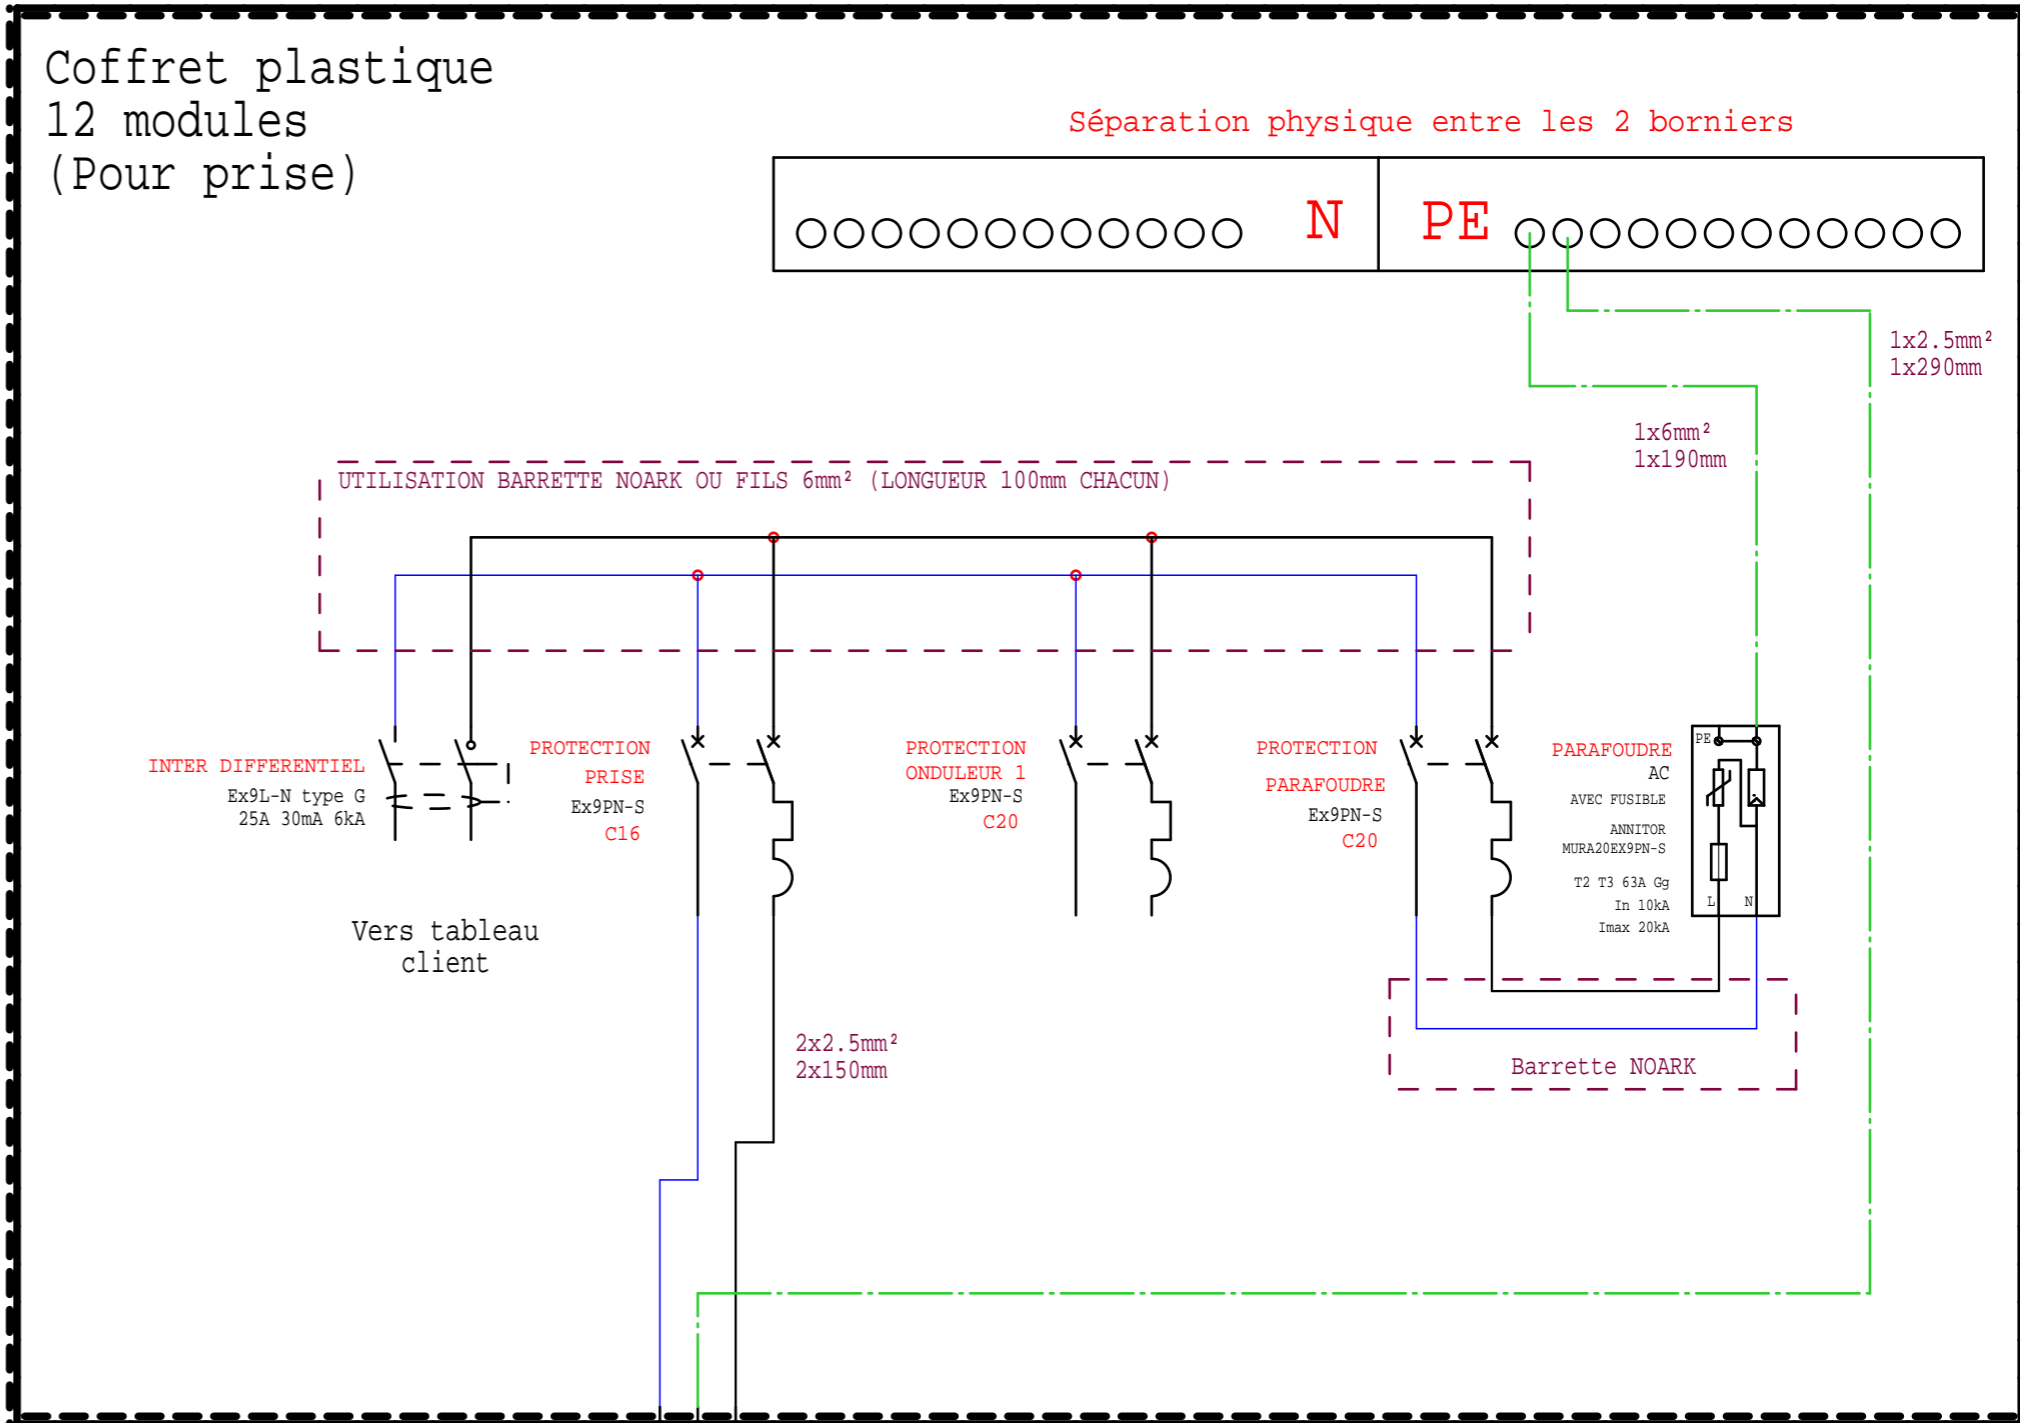 Coffret plastique
12 modules
(Pour prise)
Séparation physique entre les 2 borniers
N
PE
1x2.5mm²
1x290mm
1x6mm²
1x190mm
UTILISATION BARRETTE NOARK OU FILS 6mm² (LONGUEUR 100mm CHACUN)
INTER DIFFERENTIEL
Ex9L-N type G
25A 30mA 6kA
PROTECTION
PRISE
Ex9PN-S
C16
PROTECTION
ONDULEUR 1
Ex9PN-S
C20
PROTECTION
PARAFOUDRE
Ex9PN-S
C20
PARAFOUDRE
AC
AVEC FUSIBLE
ANNITOR
MURA20EX9PN-S
T2 T3 63A Gg
In 10kA
Imax 20kA
PE
L
N
Vers tableau
client
2x2.5mm²
2x150mm
Barrette NOARK